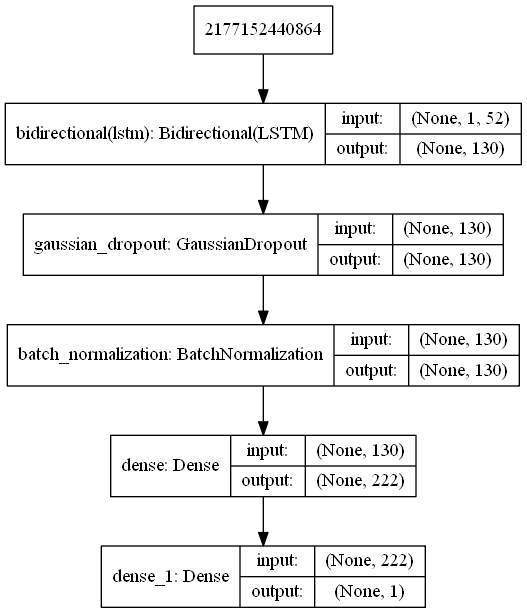 2177152440864
bidirectional(lstm): Bidirectional(LSTM)
input: (None, 1, 52)
output: (None, 130)
gaussian_dropout: GaussianDropout
input: (None, 130)
output: (None, 130)
batch_normalization: BatchNormalization
input: (None, 130)
output: (None, 130)
dense: Dense
input: (None, 130)
output: (None, 222)
dense_1: Dense
input: (None, 222)
output: (None, 1)